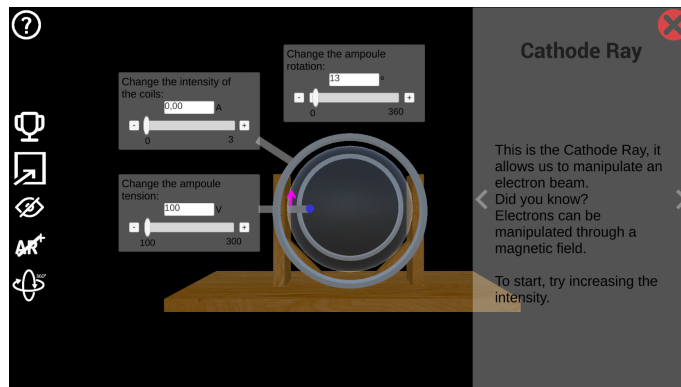 ?
Change the ampoule
rotation:
13 °
- +
0 360
Change the intensity of
the coils:
0,00 A
- +
0 3
Change the ampoule
tension:
100 V
- +
100 300
AR+
360°
Cathode Ray
This is the Cathode Ray, it
allows us to manipulate an
electron beam.
Did you know?
Electrons can be
manipulated through a
magnetic field.
To start, try increasing the
intensity.